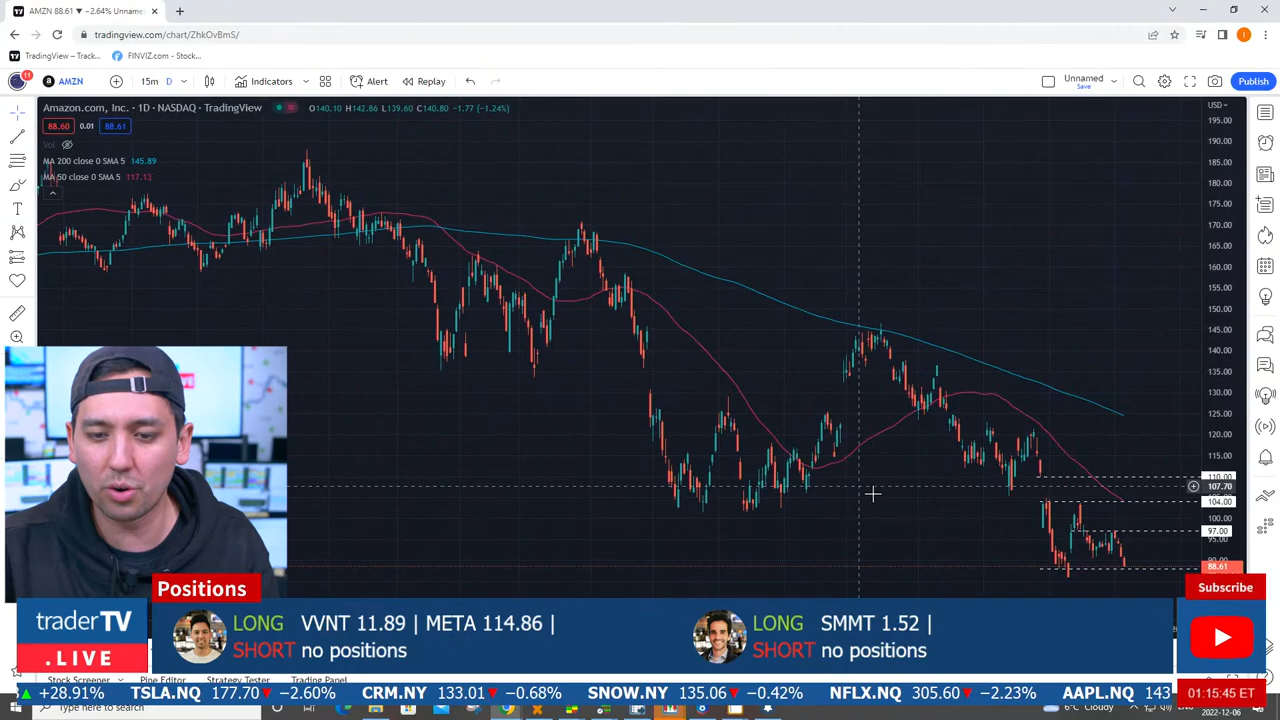 AMZN 88.61 ▼ −2.64% Unname
tradingview.com/chart/ZhkOvBmS/
TradingView – Track...
FINVIZ.com - Stock...
11
AMZN
15m
D
Indicators
Alert
Replay
Unnamed
Save
Publish
Amazon.com, Inc. · 1D · NASDAQ · TradingView
O140.10 H142.86 L139.60 C140.80 −1.77 (−1.24%)
USD
88.60
0.01
88.61
Vol
MA 200 close 0 SMA 5 145.89
MA 50 close 0 SMA 5 117.13
195.00
190.00
185.00
180.00
175.00
170.00
165.00
160.00
155.00
150.00
145.00
140.00
135.00
130.00
125.00
120.00
115.00
110.00
107.70
104.00
100.00
97.00
95.00
90.00
88.61
Positions
Subscribe
traderTV
.LIVE
LONG VVNT 11.89 | META 114.86 |
SHORT no positions
LONG SMMT 1.52 |
SHORT no positions
Stock Screener
Pine Editor
Strategy Tester
Trading Panel
+28.91% TSLA.NQ 177.70 −2.60% CRM.NY 133.01 −0.68% SNOW.NY 135.06 −0.42% NFLX.NQ 305.60 −2.23% AAPL.NQ 143
01:15:45 ET
Type here to search
6°C Cloudy
2022-12-06